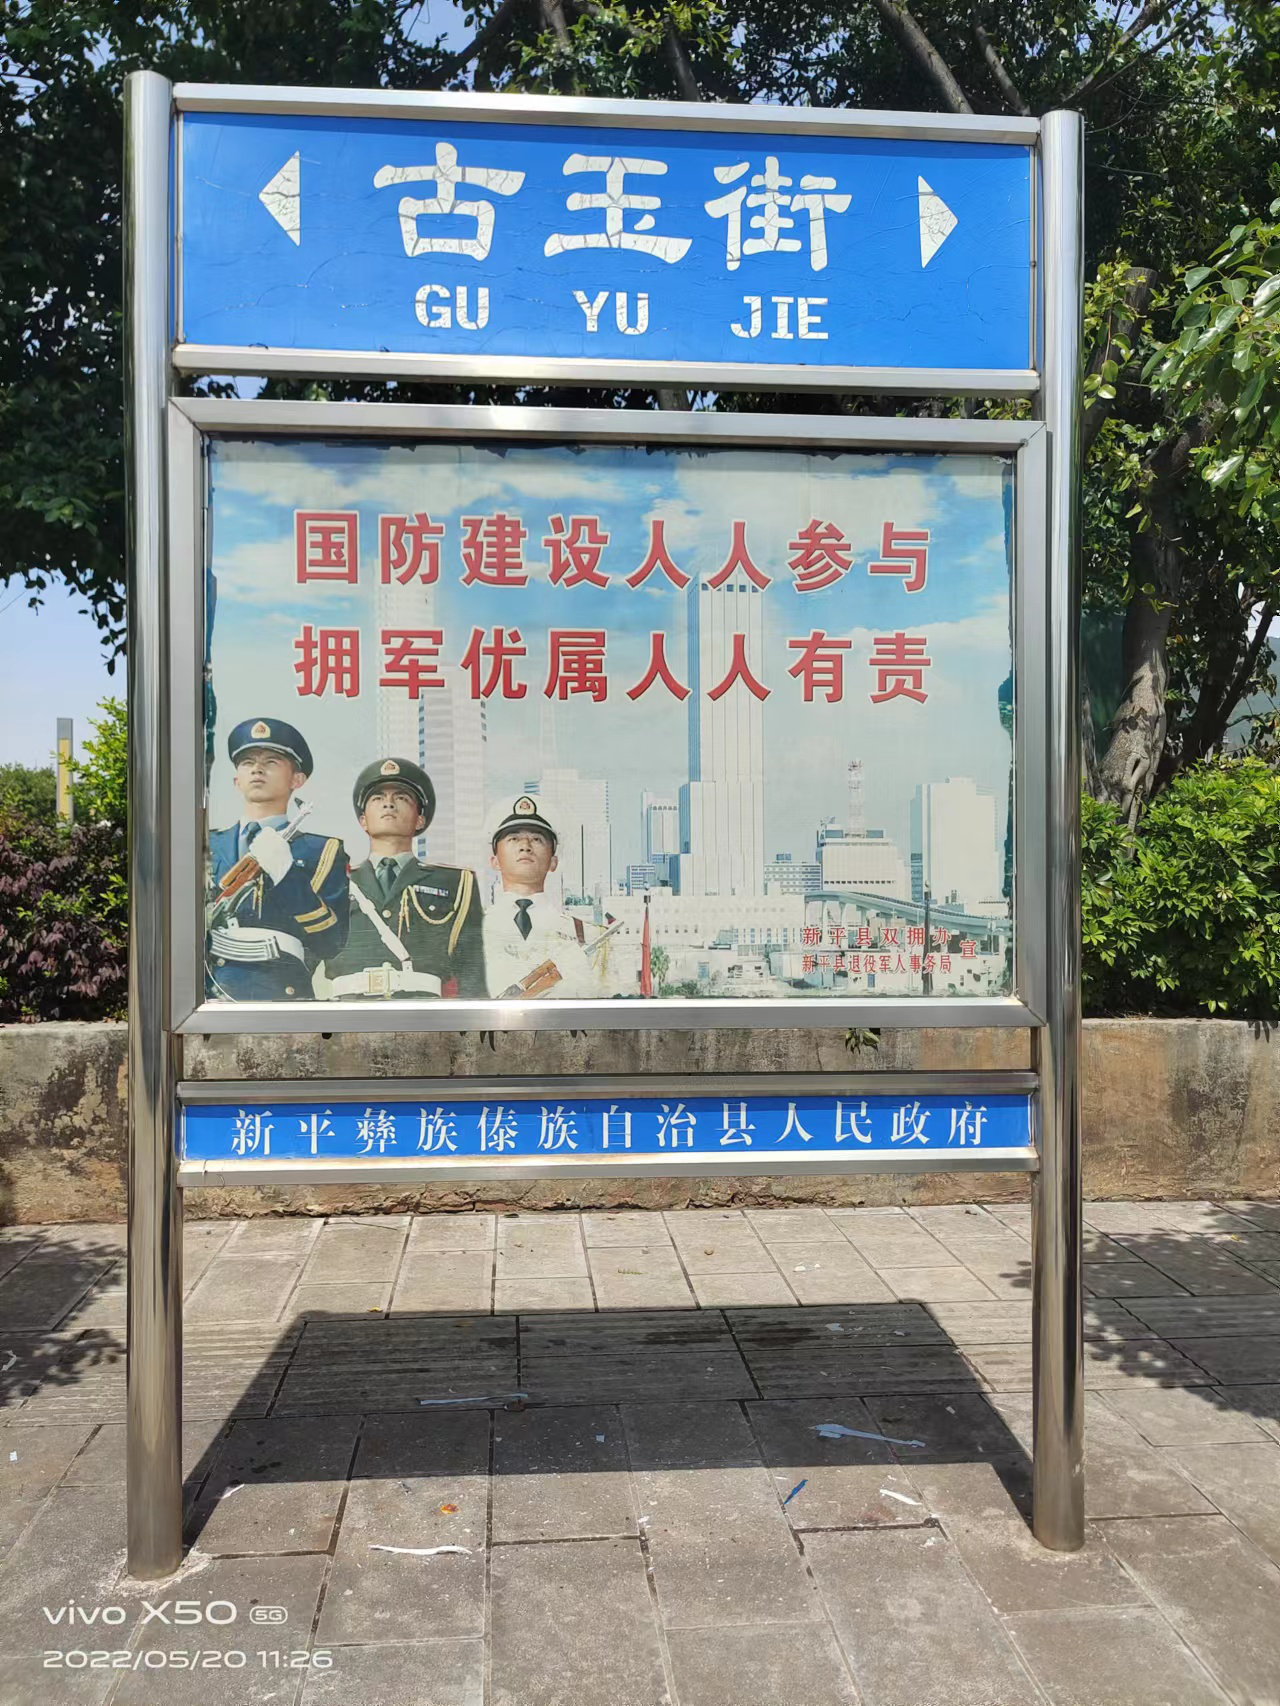 古玉街
GU YU JIE
国防建设人人参与
拥军优属人人有责
新平县双拥办
新平县退役军人事务局
宣
新平彝族傣族自治县人民政府
vivo X50 5G
2022/05/20 11:26